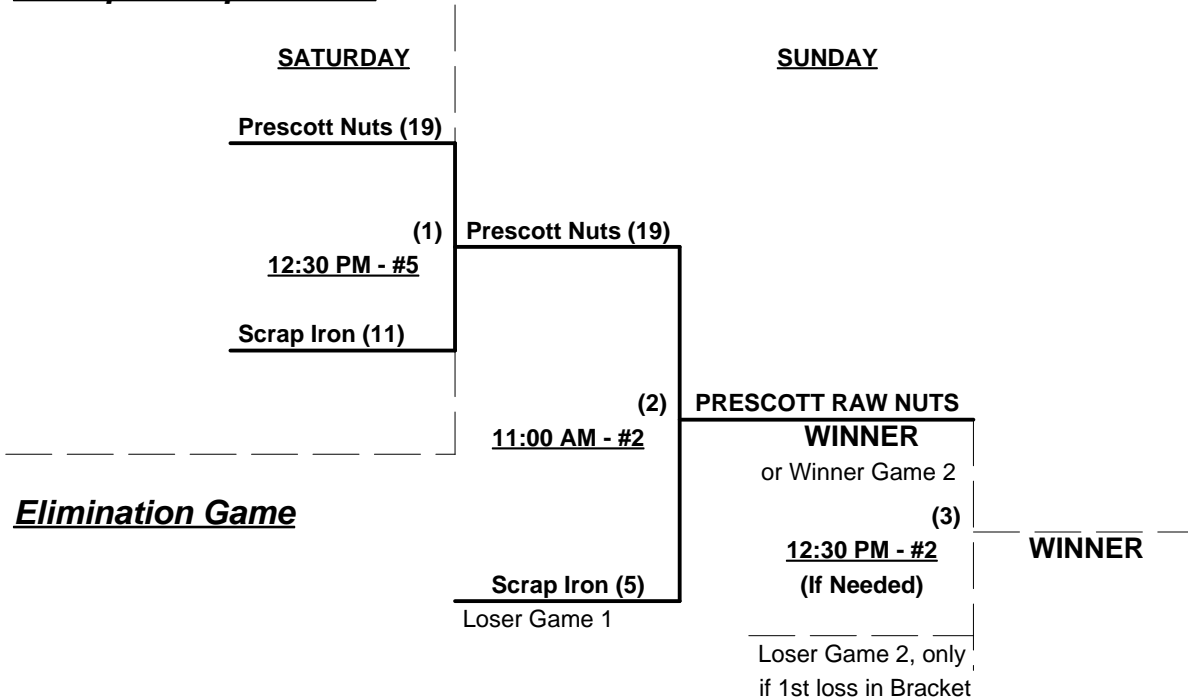 SATURDAY
SUNDAY
Prescott Nuts (19)
(1)
Prescott Nuts (19)
12:30 PM - #5
Scrap Iron (11)
(2)
PRESCOTT RAW NUTS
11:00 AM - #2
WINNER
or Winner Game 2
Elimination Game
(3)
12:30 PM - #2
WINNER
Scrap Iron (5)
(If Needed)
Loser Game 1
Loser Game 2, only
if 1st loss in Bracket